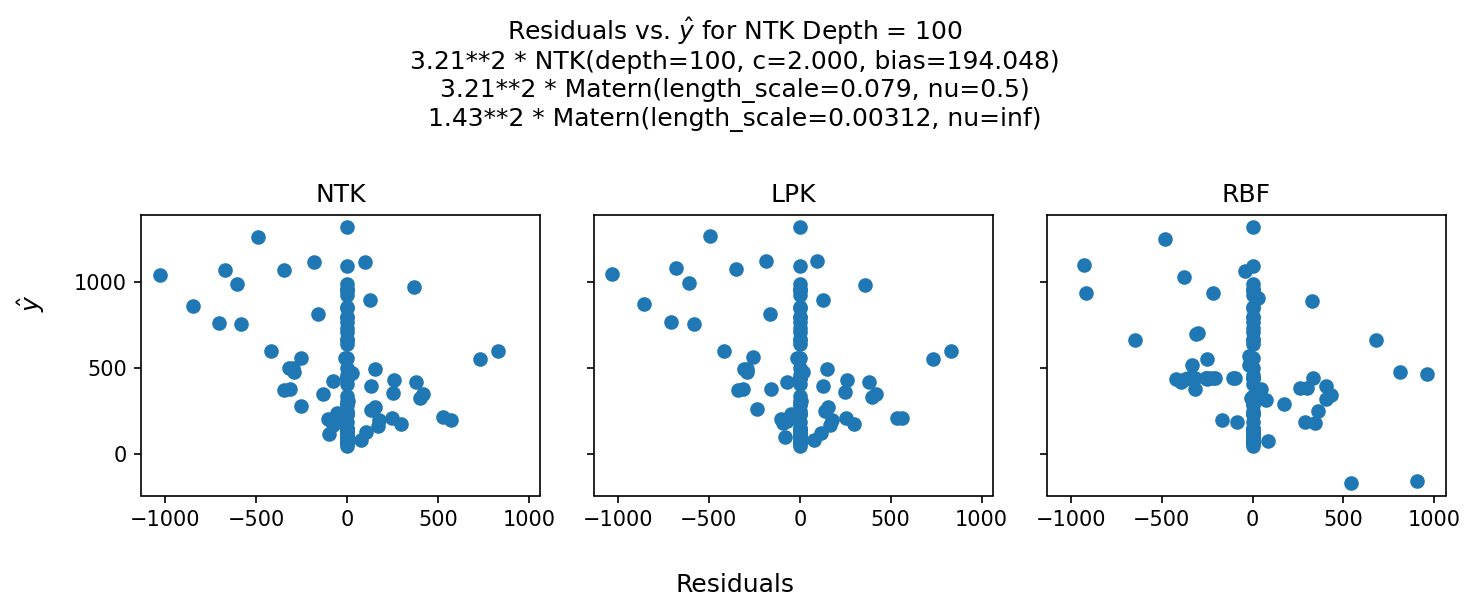 Residuals vs. ŷ for NTK Depth = 100
3.21**2 * NTK(depth=100, c=2.000, bias=194.048)
3.21**2 * Matern(length_scale=0.079, nu=0.5)
1.43**2 * Matern(length_scale=0.00312, nu=inf)
NTK LPK RBF
ŷ
1000
500
0
−1000 −500 0 500 1000 −1000 −500 0 500 1000 −1000 −500 0 500 1000
Residuals